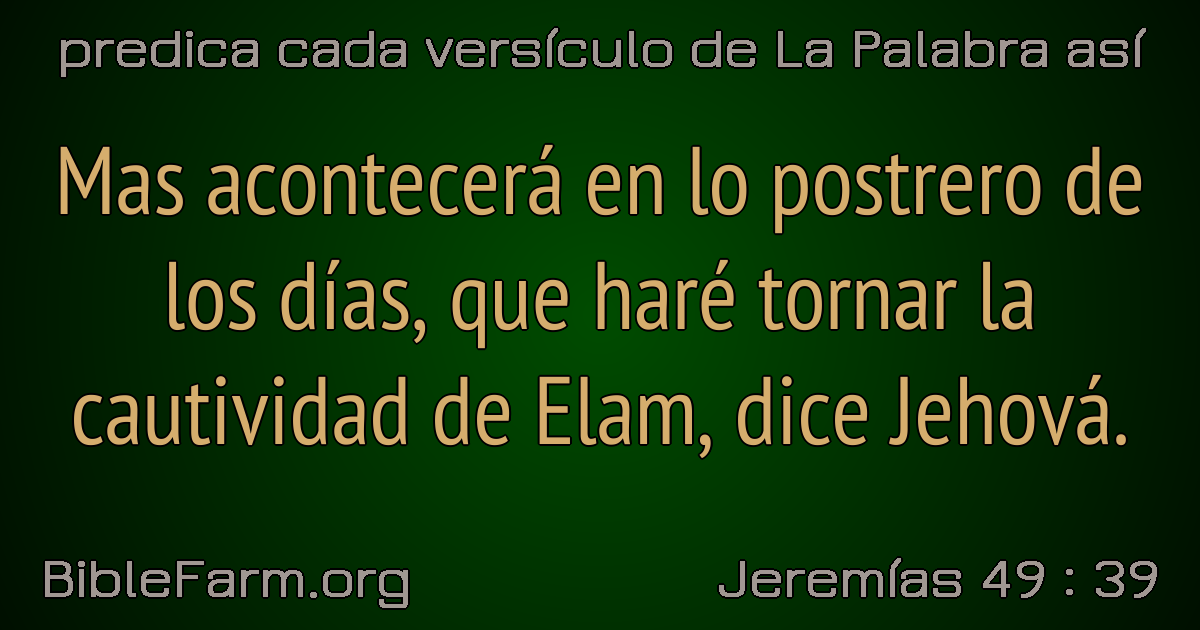 predica cada versículo de La Palabra así
Mas acontecerá en lo postrero de
los días, que haré tornar la
cautividad de Elam, dice Jehová.
BibleFarm.org
Jeremías 49 : 39